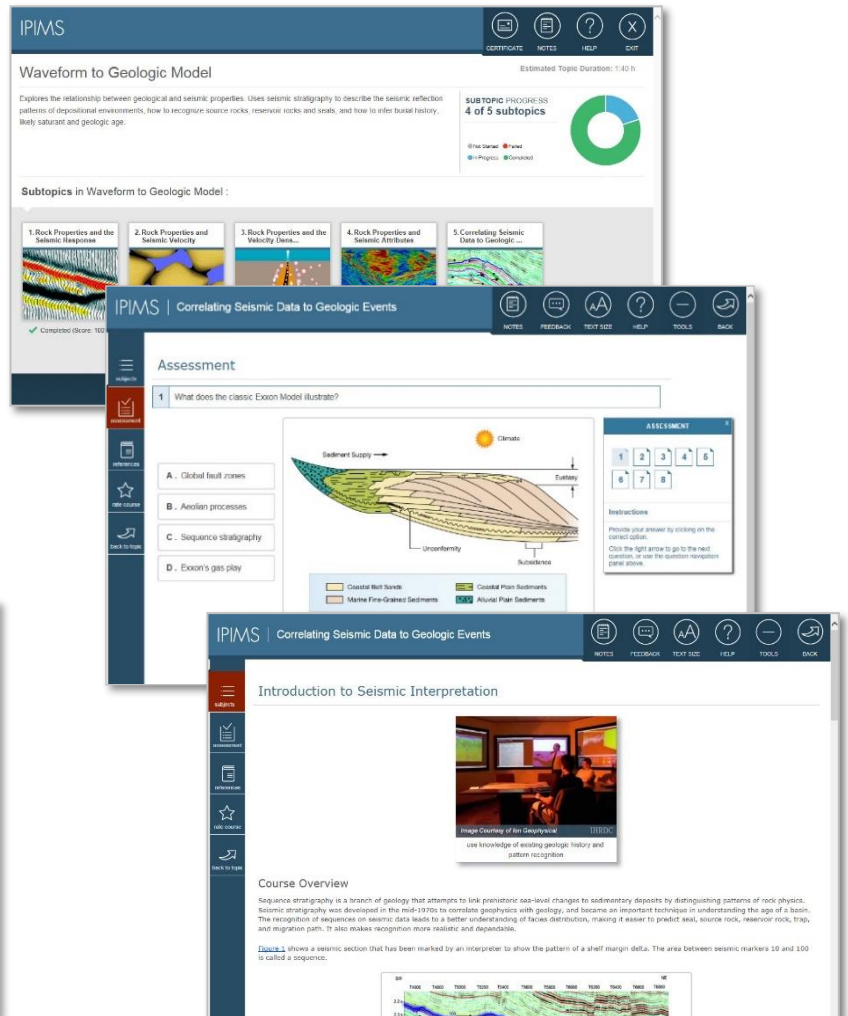 IPIMS
CERTIFICATE
NOTES
HELP
EXIT
Waveform to Geologic Model
Estimated Topic Duration: 1:40 h
Explores the relationship between geological and seismic properties. Uses seismic stratigraphy to describe the seismic reflection
patterns of depositional environments, how to recognize source rocks, reservoir rocks and seals, and how to infer burial history,
likely saturant and geologic age.
SUBTOPIC PROGRESS
4 of 5 subtopics
Not Started
Failed
In Progress
Completed
Subtopics in Waveform to Geologic Model :
1. Rock Properties and the
Seismic Response
2. Rock Properties and
Seismic Velocity
3. Rock Properties and the
Velocity Dens...
4. Rock Properties and
Seismic Attributes
5. Correlating Seismic
Data to Geologic ...
Completed (Score: 100
IPIMS | Correlating Seismic Data to Geologic Events
NOTES
FEEDBACK
TEXT SIZE
HELP
TOOLS
BACK
subjects
assessment
references
rate course
back to topic
Assessment
1 What does the classic Exxon Model illustrate?
A . Global fault zones
B . Aeolian processes
C . Sequence stratigraphy
D . Exxon's gas play
Climate
Sediment Supply
Eustasy
Unconformity
Subsidence
Coastal Belt Sands
Coastal Plain Sediments
Marine Fine-Grained Sediments
Alluvial Plain Sediments
ASSESSMENT
X
1 2 3 4 5
6 7 8
Instructions
Provide your answer by clicking on the
correct option.
Click the right arrow to go to the next
question, or use the question navigation
panel above.
IPIMS | Correlating Seismic Data to Geologic Events
NOTES
FEEDBACK
TEXT SIZE
HELP
TOOLS
BACK
subjects
assessment
references
rate course
back to topic
Introduction to Seismic Interpretation
Image Courtesy of Ion Geophysical
IHRDC
use knowledge of existing geologic history and
pattern recognition
Course Overview
Sequence stratigraphy is a branch of geology that attempts to link prehistoric sea-level changes to sedimentary deposits by distinguishing patterns of rock physics.
Seismic stratigraphy was developed in the mid-1970s to correlate geophysics with geology, and became an important technique in understanding the age of a basin.
The recognition of sequences on seismic data leads to a better understanding of facies distribution, making it easier to predict seal, source rock, reservoir rock, trap,
and migration path. It also makes recognition more realistic and dependable.
Figure 1 shows a seismic section that has been marked by an interpreter to show the pattern of a shelf margin delta. The area between seismic markers 10 and 100
is called a sequence.